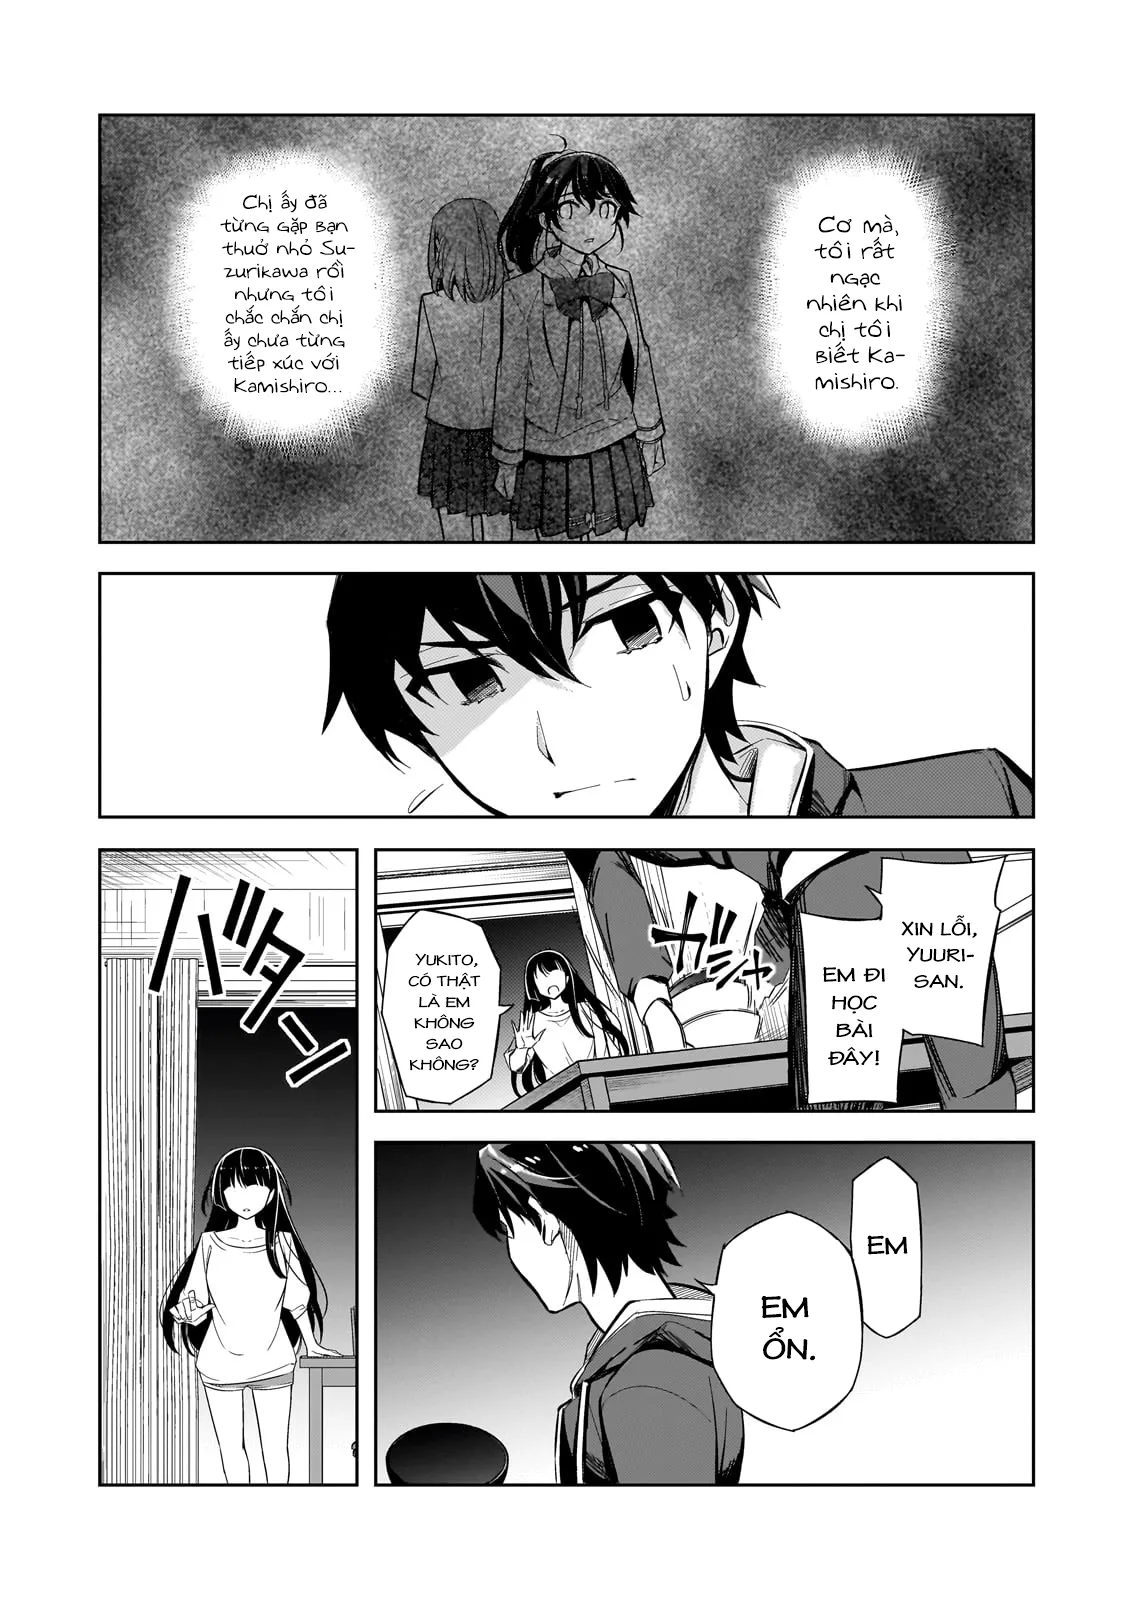 Cơ mà,
tôi rất
ngạc
nhiên khi
chị tôi
biết Ka-
mishiro.
Chị ấy đã
từng gặp bạn
thuở nhỏ Su-
zurikawa rồi
nhưng tôi
chắc chắn chị
ấy chưa từng
tiếp xúc với
Kamishiro...
XIN LỖI,
YUURI-
SAN.
EM ĐI
HỌC
BÀI
ĐÂY!
ガシャ
YUKITO,
CÓ THẬT
LÀ EM
KHÔNG
SAO
KHÔNG?
バタン
EM
EM
ỔN.